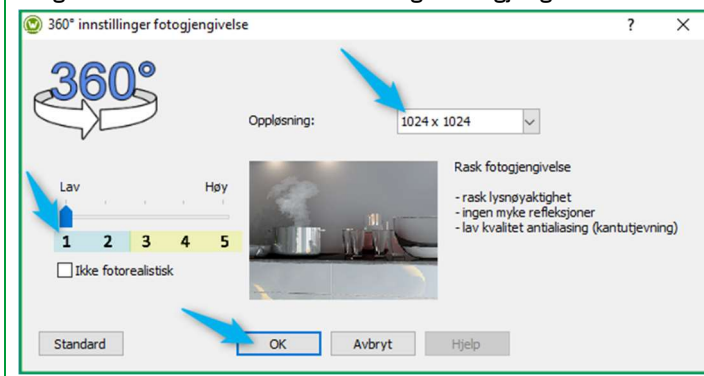 360° innstillinger fotogjengivelse
?
360°
Oppløsning:
1024 x 1024
Lav
Høy
1 2 3 4 5
Ikke fotorealistisk
Rask fotogjengivelse
- rask lysnøyaktighet
- ingen myke refleksjoner
- lav kvalitet antialiasing (kantutjevning)
Standard
OK
Avbryt
Hjelp